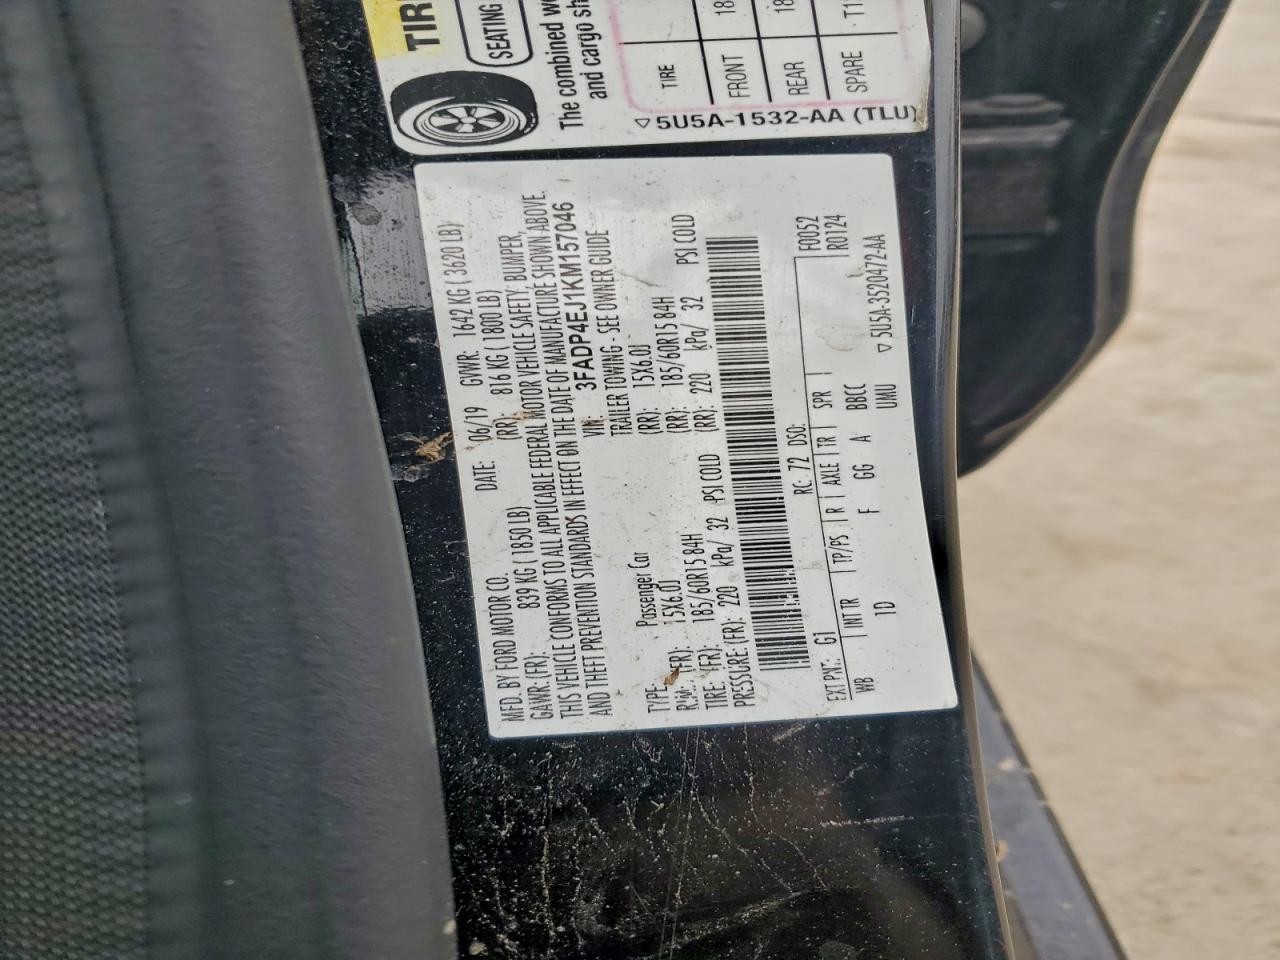 TIR
SEATING
The combined we
and cargo sh
TIRE
FRONT 18
REAR 18
SPARE T1
5U5A-1532-AA (TLU)
MFD. BY FORD MOTOR CO. DATE: 06/19 GVWR: 1642 KG ( 3620 LB)
GAWR: (FR): 839 KG ( 1850 LB) (RR): 816 KG ( 1800 LB)
THIS VEHICLE CONFORMS TO ALL APPLICABLE FEDERAL MOTOR VEHICLE SAFETY, BUMPER,
AND THEFT PREVENTION STANDARDS IN EFFECT ON THE DATE OF MANUFACTURE SHOWN ABOVE.
VIN: 3FADP4EJ1KM157046
TYPE: Passenger Car TRAILER TOWING - SEE OWNER GUIDE
RIM: (FR): 15X6.0J (RR): 15X6.0J
TIRE: (FR): 185/60R15 84H (RR): 185/60R15 84H
PRESSURE (FR): 220 kPa/ 32 PSI COLD (RR): 220 kPa/ 32 PSI COLD
RC: 72 DSO: F0052
EXT PNT: G1 R0124
WB INT TR TP/PS R AXLE TR SPR
1D F GG A BBCC
UMU
5U5A-3520472-AA